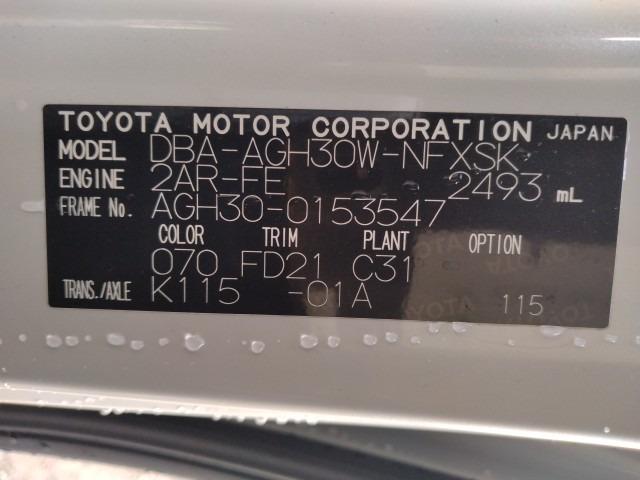 TOYOTA MOTOR CORPORATION JAPAN
MODEL DBA-AGH30W-NFXSK
ENGINE 2AR-FE 2493 mL
FRAME No. AGH30-0153547
COLOR TRIM PLANT OPTION
070 FD21 C31
TRANS./AXLE K115 -01A 115